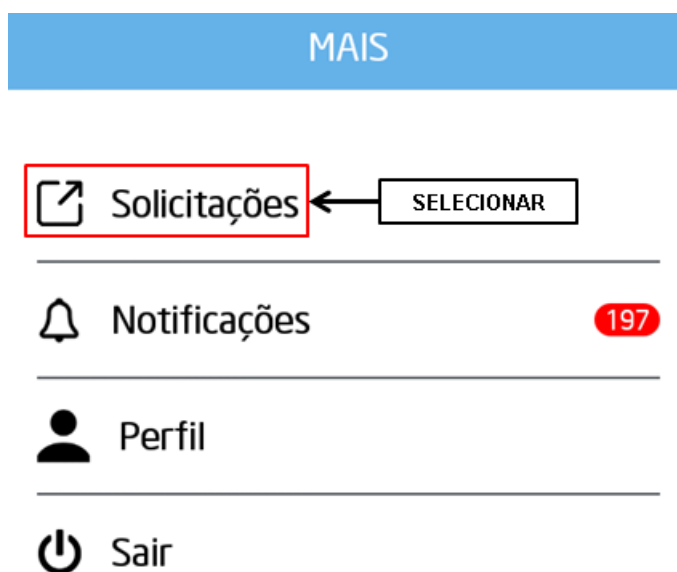 MAIS
Solicitações SELECIONAR
Notificações 197
Perfil
Sair